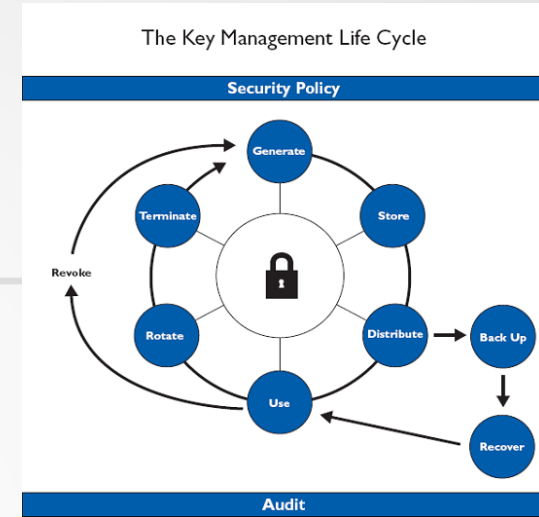 The Key Management Life Cycle
Security Policy
Generate
Terminate
Store
Revoke
Rotate
Distribute
Back Up
Use
Recover
Audit